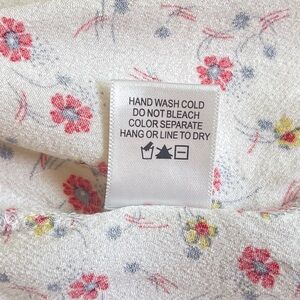 HAND WASH COLD
DO NOT BLEACH
COLOR SEPARATE
HANG OR LINE TO DRY